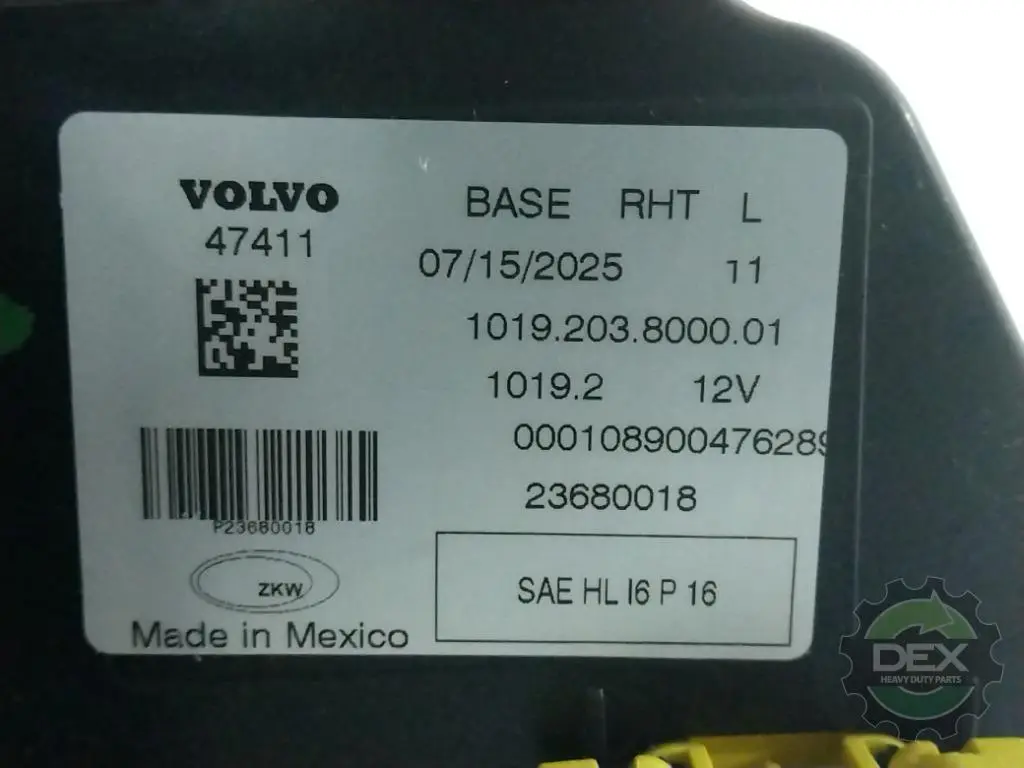 VOLVO
47411
BASE RHT L
07/15/2025 11
1019.203.8000.01
1019.2 12V
23680018
P23680018
ZKW
Made in Mexico
SAE HL I6 P 16
DEX
HEAVY DUTY PARTS